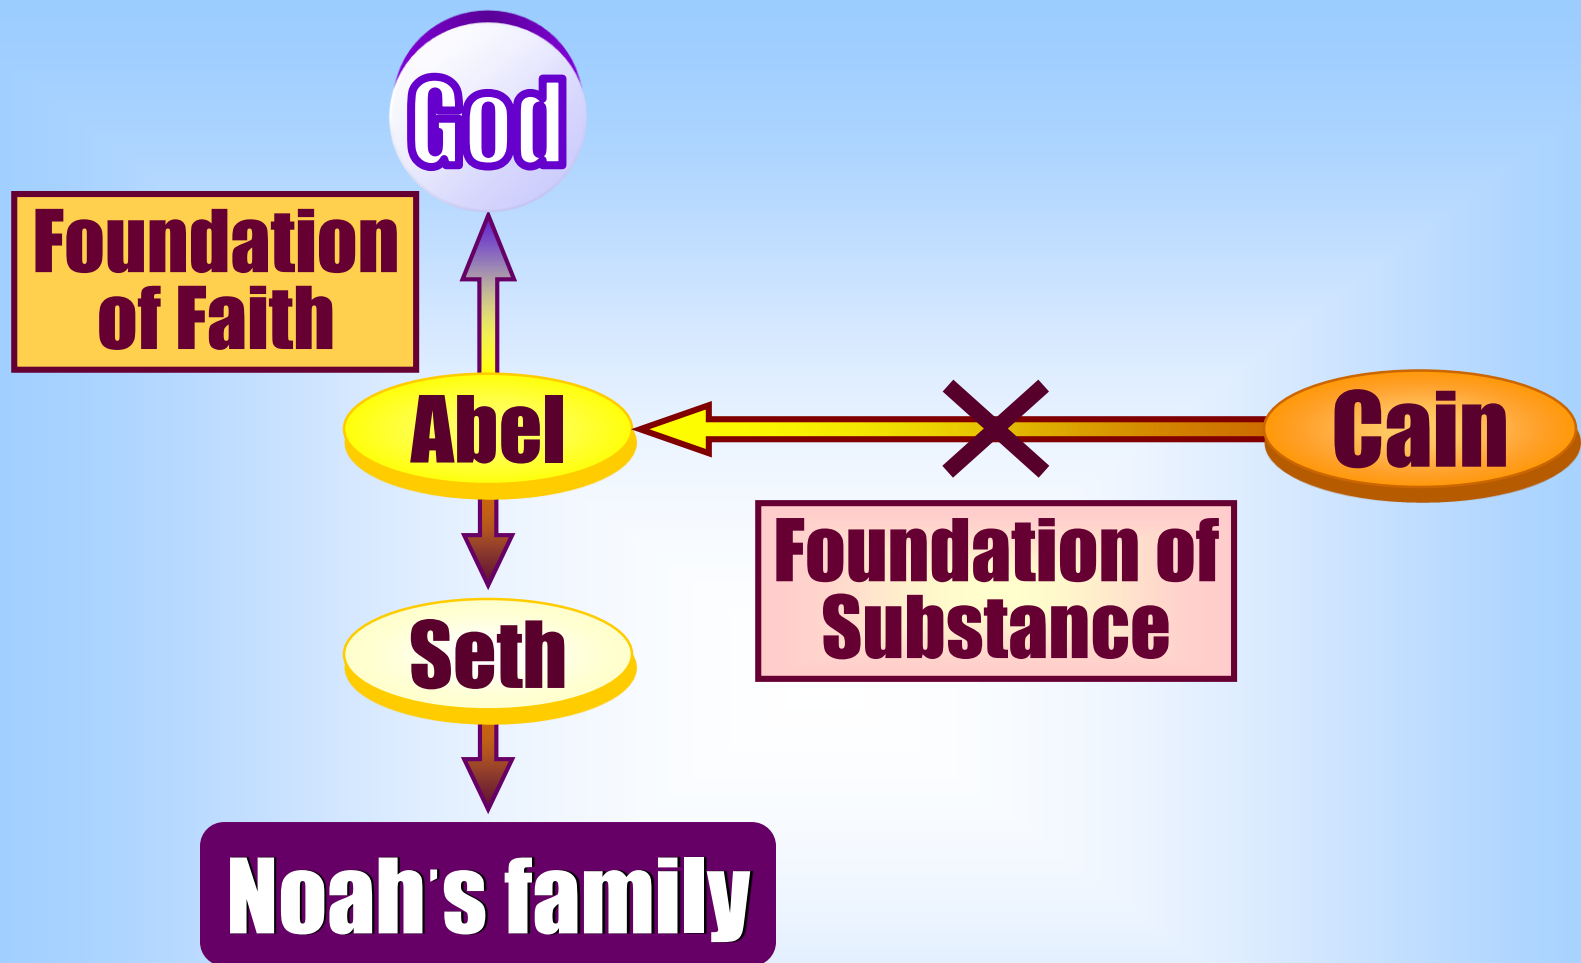 God
Foundation
of Faith
Abel
Cain
Foundation of
Substance
Seth
Noah's family